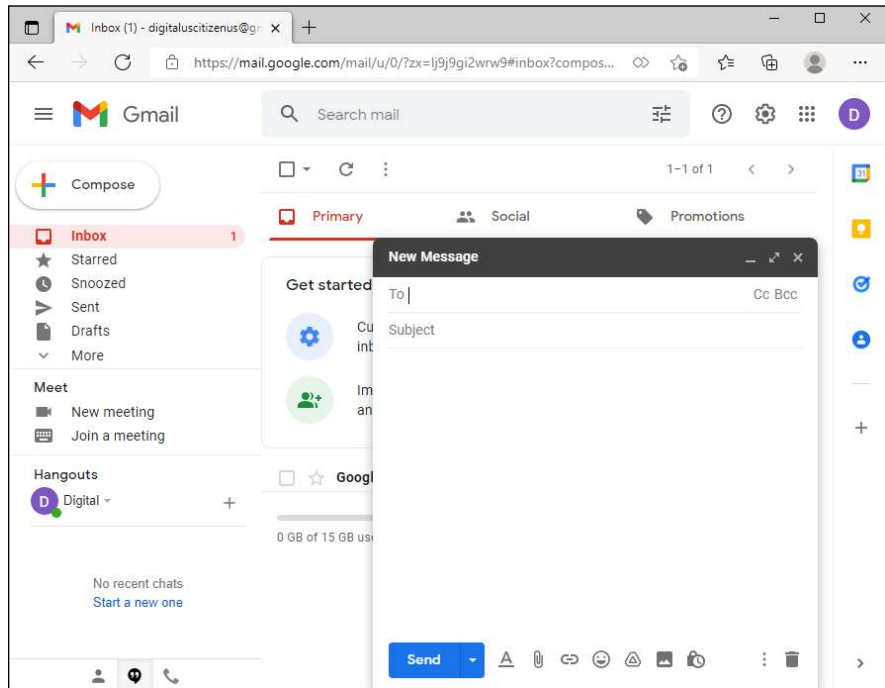 Inbox (1) - digitaluscitizenus@g
https://mail.google.com/mail/u/0/?zx=lj9j9gi2wrw9#inbox?compos...
Gmail
Search mail
D
Compose
1–1 of 1
31
Primary
Social
Promotions
Inbox 1
Starred
Snoozed
Sent
Drafts
More
Meet
New meeting
Join a meeting
Hangouts
D Digital
No recent chats
Start a new one
Get started
Cu
inb
Im
an
Googl
0 GB of 15 GB use
New Message
To Cc Bcc
Subject
Send